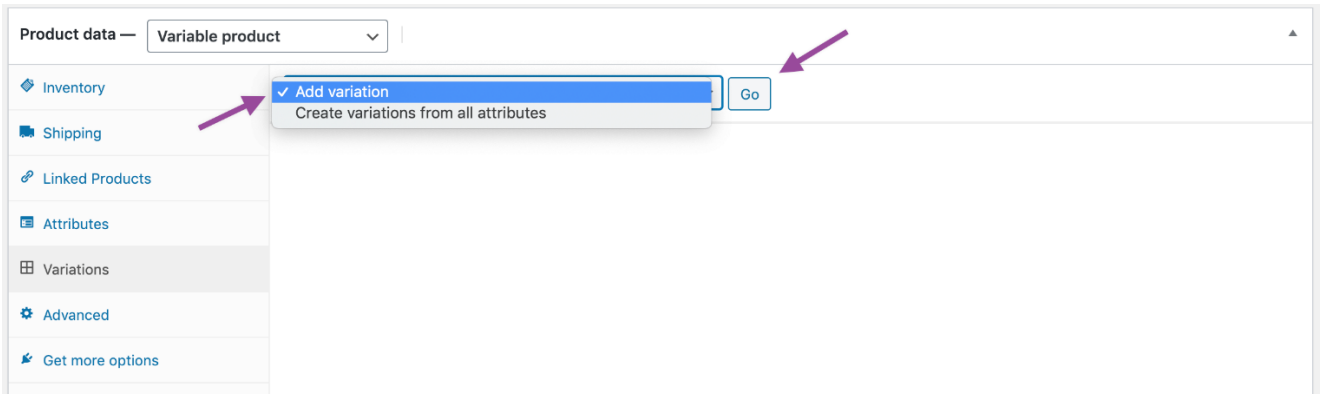 Product data — Variable product
Inventory
Add variation
Go
Create variations from all attributes
Shipping
Linked Products
Attributes
Variations
Advanced
Get more options